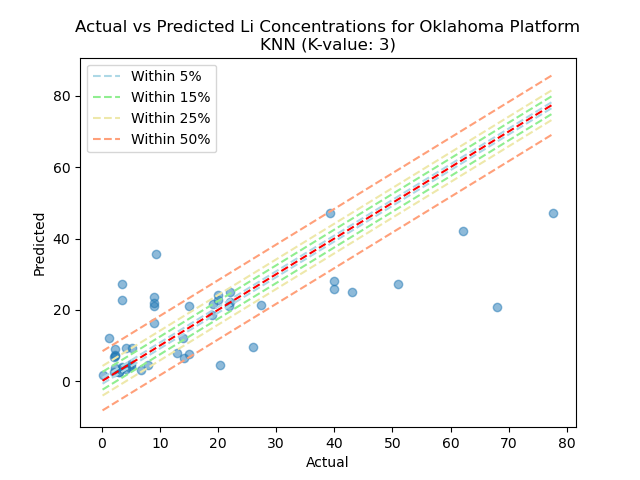 Actual vs Predicted Li Concentrations for Oklahoma Platform
KNN (K-value: 3)
Within 5%
Within 15%
Within 25%
Within 50%
80
60
40
20
0
Predicted
0 10 20 30 40 50 60 70 80
Actual